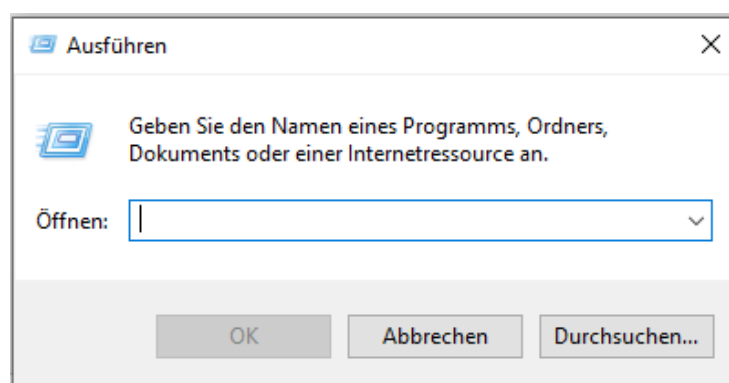 Ausführen
Geben Sie den Namen eines Programms, Ordners,
Dokuments oder einer Internetressource an.
Öffnen:
OK Abbrechen Durchsuchen...